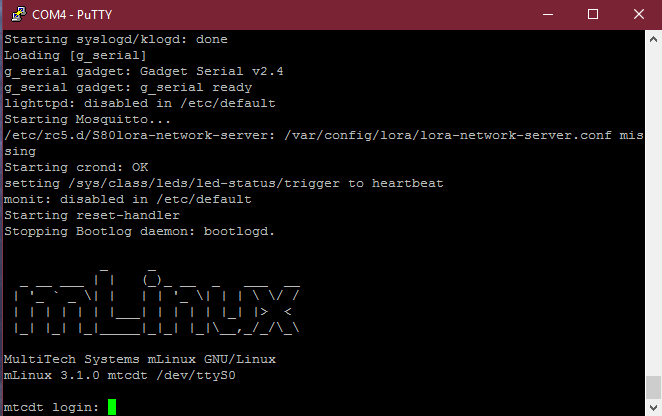 COM4 - PuTTY
Starting syslogd/klogd: done
Loading [g_serial]
g_serial gadget: Gadget Serial v2.4
g_serial gadget: g_serial ready
lighttpd: disabled in /etc/default
Starting Mosquitto...
/etc/rc5.d/S80lora-network-server: /var/config/lora/lora-network-server.conf mis
sing
Starting crond: OK
setting /sys/class/leds/led-status/trigger to heartbeat
monit: disabled in /etc/default
Starting reset-handler
Stopping Bootlog daemon: bootlogd.
mLinux
MultiTech Systems mLinux GNU/Linux
mLinux 3.1.0 mtcdt /dev/ttyS0
mtcdt login: